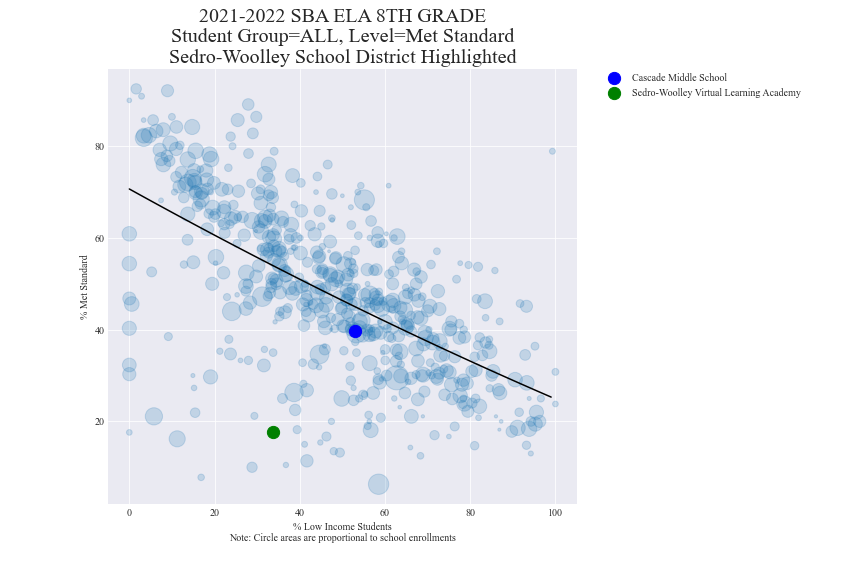 2021-2022 SBA ELA 8TH GRADE
Student Group=ALL, Level=Met Standard
Sedro-Woolley School District Highlighted
Cascade Middle School
Sedro-Woolley Virtual Learning Academy
80
60
% Met Standard
40
20
0 20 40 60 80 100
% Low Income Students
Note: Circle areas are proportional to school enrollments